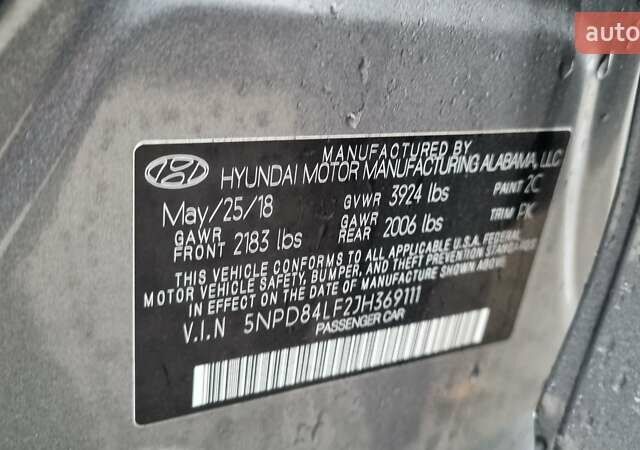 auto
MANUFACTURED BY
HYUNDAI MOTOR MANUFACTURING ALABAMA, LLC
May/25/18 GVWR 3924 lbs PAINT 2C
GAWR FRONT 2183 lbs GAWR REAR 2006 lbs TRIM
THIS VEHICLE CONFORMS TO ALL APPLICABLE U.S.A. FEDERAL
MOTOR VEHICLE SAFETY, BUMPER, AND THEFT PREVENTION STANDARDS
IN EFFECT ON THE DATE OF MANUFACTURE SHOWN ABOVE.
V.I.N 5NPD84LF2JH369111
PASSENGER CAR